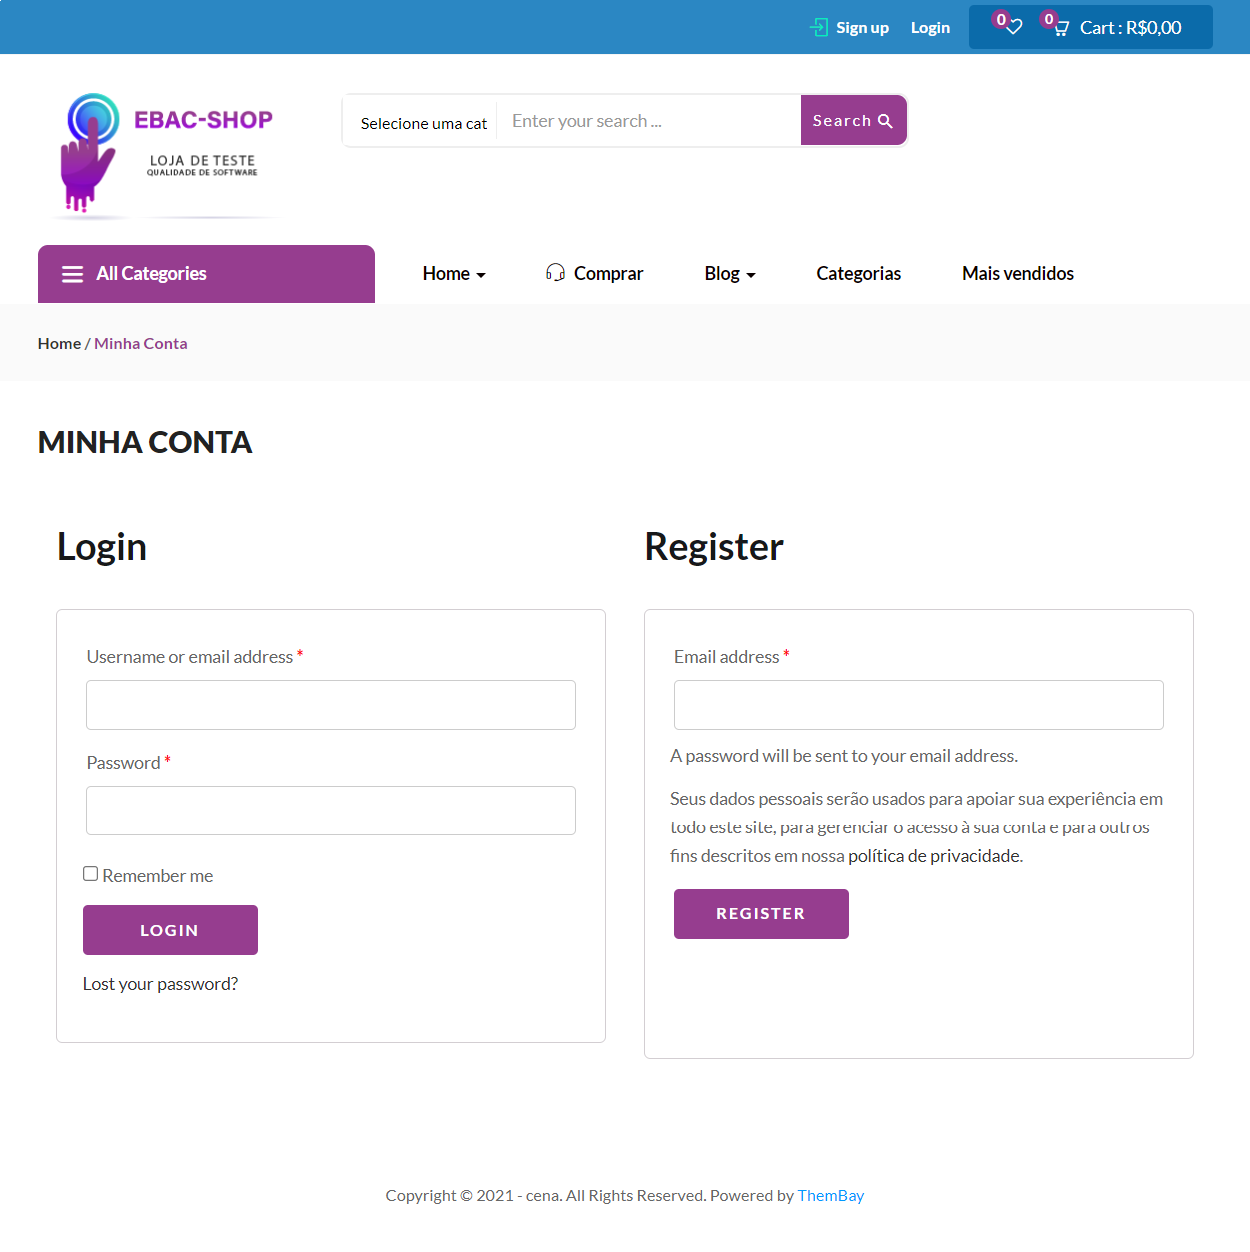 Sign up
Login
0
0
Cart : R$0,00
EBAC-SHOP
LOJA DE TESTE
QUALIDADE DE SOFTWARE
Selecione uma cat
Enter your search ...
Search
All Categories
Home
Comprar
Blog
Categorias
Mais vendidos
Home / Minha Conta
MINHA CONTA
Login
Username or email address *
Password *
Remember me
LOGIN
Lost your password?
Register
Email address *
A password will be sent to your email address.
Seus dados pessoais serão usados para apoiar sua experiência em
todo este site, para gerenciar o acesso à sua conta e para outros
fins descritos em nossa política de privacidade.
REGISTER
Copyright © 2021 - cena. All Rights Reserved. Powered by ThemBay